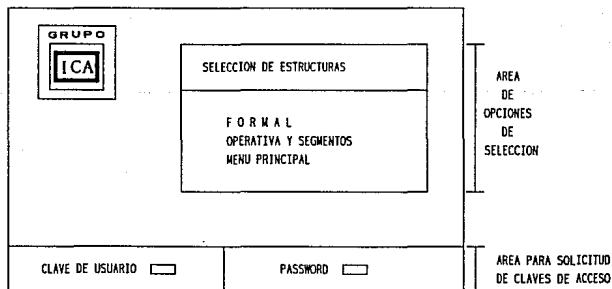 GRUPO
ICA
SELECCION DE ESTRUCTURAS
F O R M A L
OPERATIVA Y SEGMENTOS
MENU PRINCIPAL
AREA
DE
OPCIONES
DE
SELECCION
CLAVE DE USUARIO
PASSWORD
AREA PARA SOLICITUD
DE CLAVES DE ACCESO